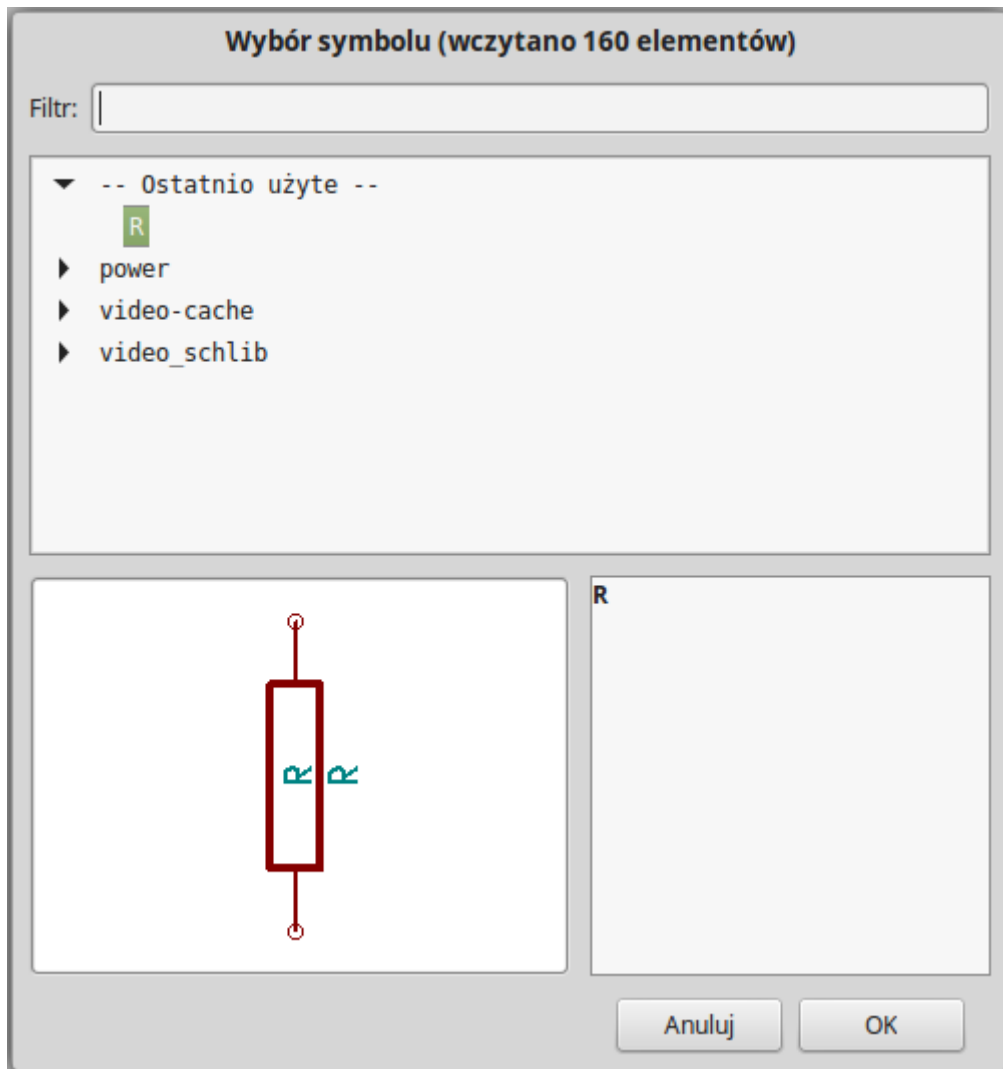 Wybór symbolu (wczytano 160 elementów)
Filtr:
-- Ostatnio użyte --
R
power
video-cache
video_schlib
R R
R
Anuluj OK